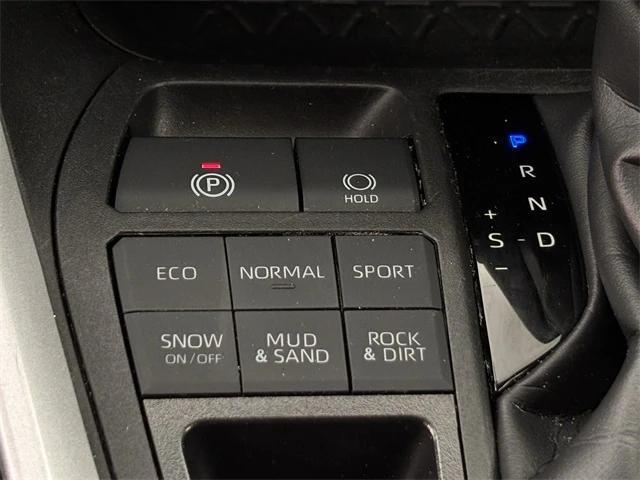 P
HOLD
ECO
NORMAL
SPORT
SNOW
ON/OFF
MUD
& SAND
ROCK
& DIRT
P
R
N
+
S - D
-